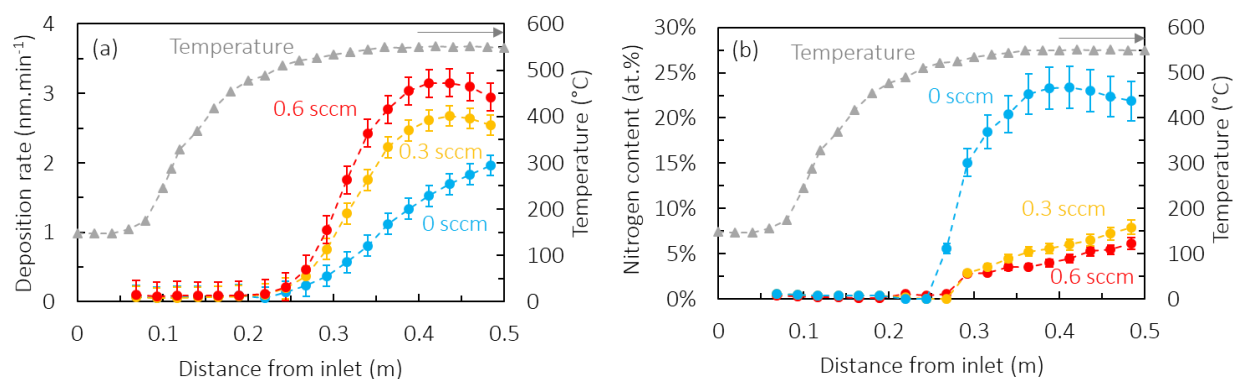 (a)
Temperature
0.6 sccm
0.3 sccm
0 sccm
4
3
2
1
0
600
500
400
300
200
100
0
0
0.1
0.2
0.3
0.4
0.5
Deposition rate (nm.min⁻¹)
Temperature (°C)
Distance from inlet (m)
(b)
Temperature
0 sccm
0.3 sccm
0.6 sccm
30%
25%
20%
15%
10%
5%
0%
600
500
400
300
200
100
0
0
0.1
0.2
0.3
0.4
0.5
Nitrogen content (at.%)
Temperature (°C)
Distance from inlet (m)